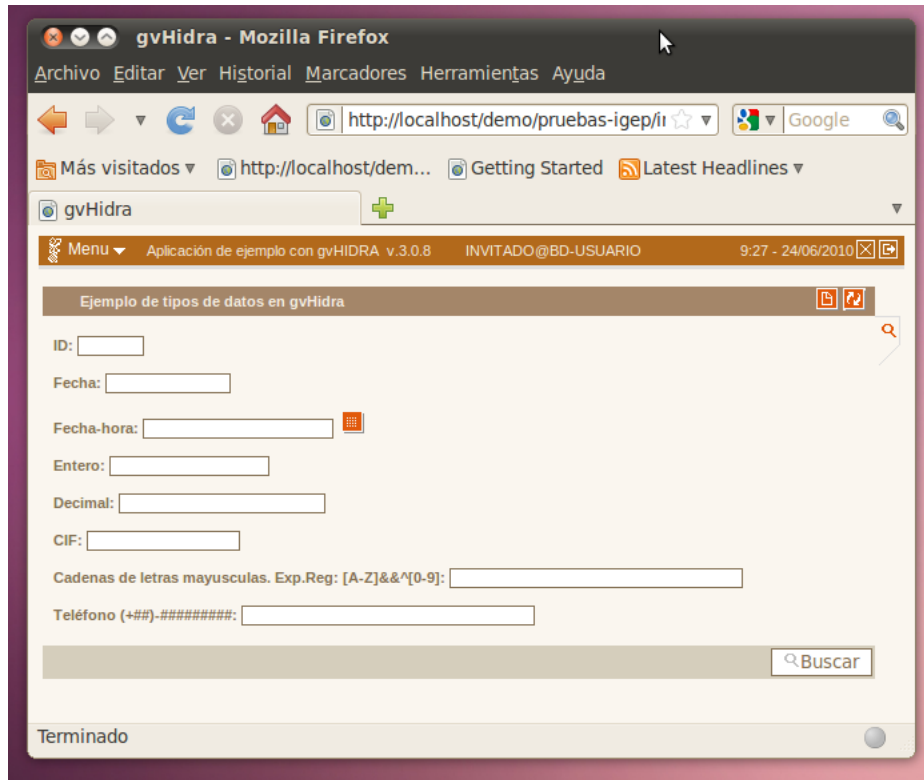 gvHidra - Mozilla Firefox
Archivo Editar Ver Historial Marcadores Herramientas Ayuda
http://localhost/demo/pruebas-igep/ir Google
Más visitados http://localhost/dem... Getting Started Latest Headlines
gvHidra
Menu Aplicación de ejemplo con gvHIDRA v.3.0.8 INVITADO@BD-USUARIO 9:27 - 24/06/2010
Ejemplo de tipos de datos en gvHidra
ID:
Fecha:
Fecha-hora:
Entero:
Decimal:
CIF:
Cadenas de letras mayusculas. Exp.Reg: [A-Z]&&^[0-9]:
Teléfono (+##)-#########:
Buscar
Terminado